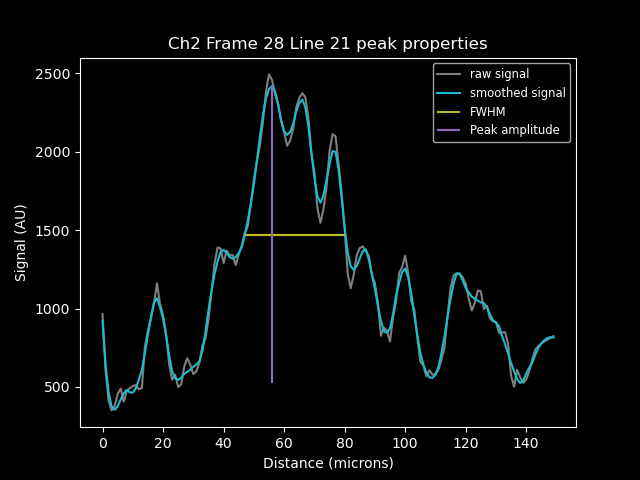 Ch2 Frame 28 Line 21 peak properties
raw signal
smoothed signal
FWHM
Peak amplitude
2500
2000
1500
1000
500
Signal (AU)
0 20 40 60 80 100 120 140
Distance (microns)